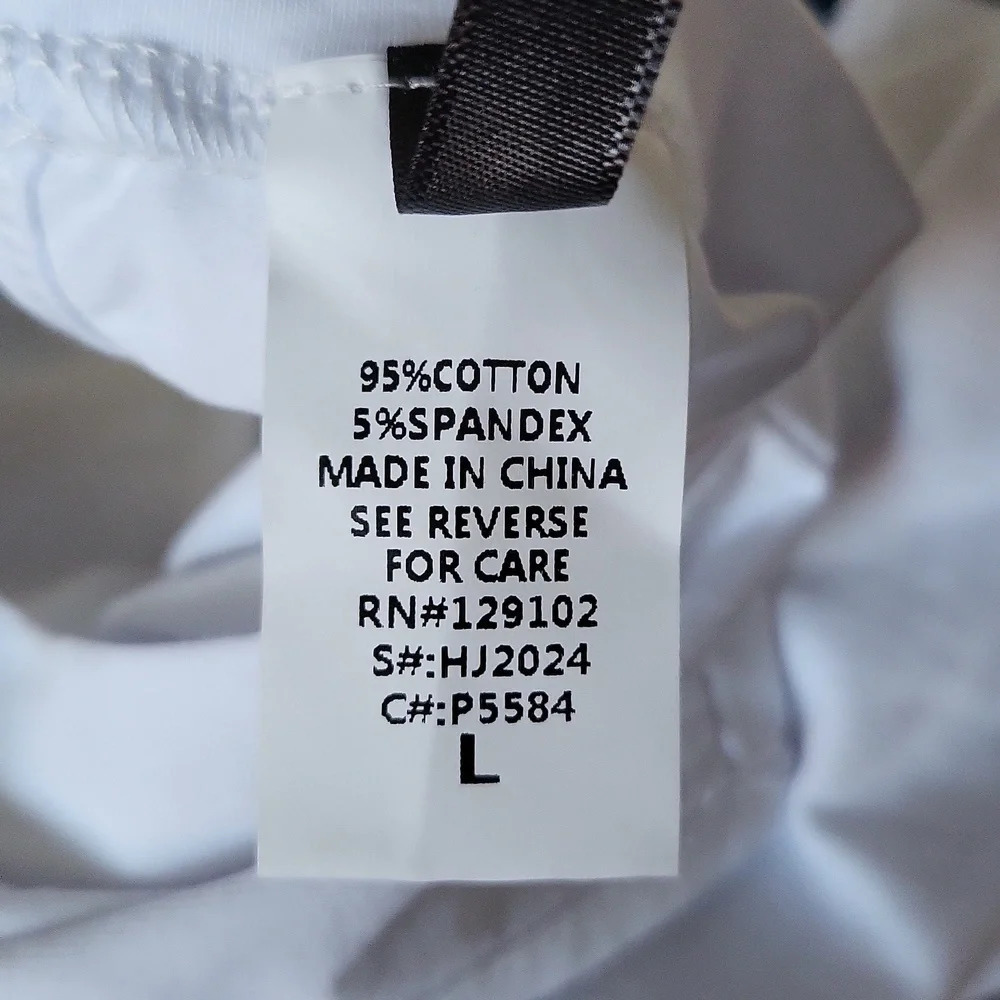 95%COTTON
5%SPANDEX
MADE IN CHINA
SEE REVERSE
FOR CARE
RN#129102
S#:HJ2024
C#:P5584
L